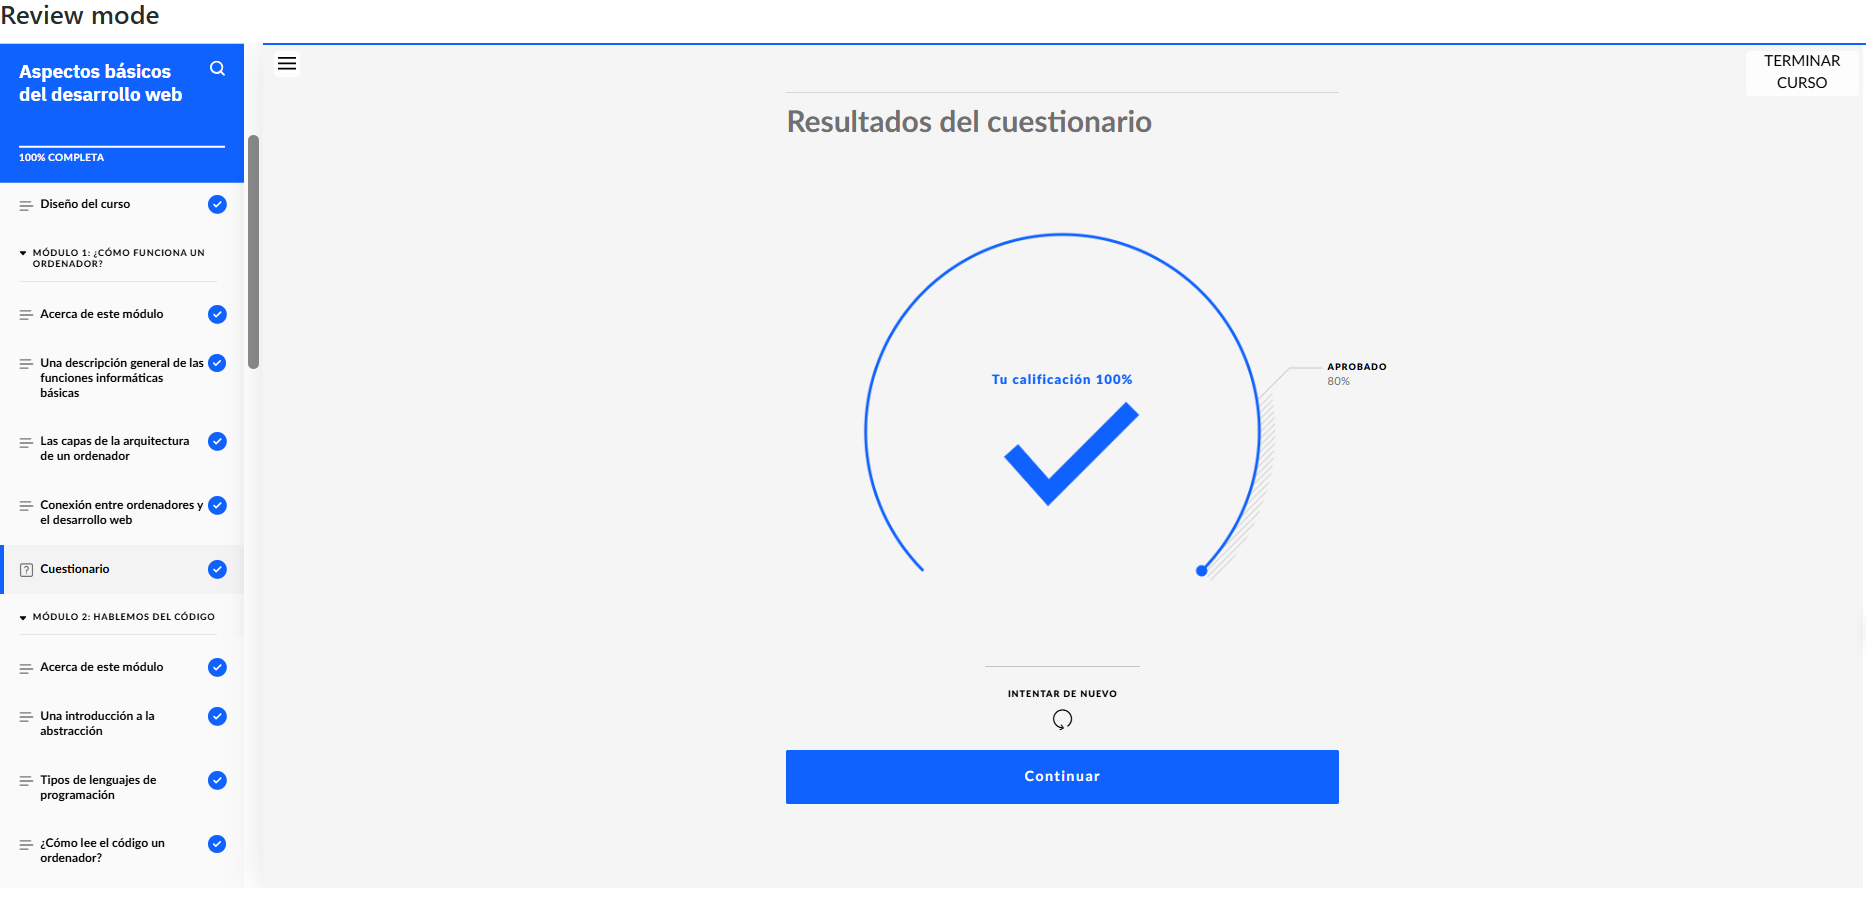 Review mode
Aspectos básicos
del desarrollo web
100% COMPLETA
Diseño del curso
MÓDULO 1: ¿CÓMO FUNCIONA UN
ORDENADOR?
Acerca de este módulo
Una descripción general de las
funciones informáticas
básicas
Las capas de la arquitectura
de un ordenador
Conexión entre ordenadores y
el desarrollo web
Cuestionario
MÓDULO 2: HABLEMOS DEL CÓDIGO
Acerca de este módulo
Una introducción a la
abstracción
Tipos de lenguajes de
programación
¿Cómo lee el código un
ordenador?
TERMINAR
CURSO
Resultados del cuestionario
Tu calificación 100%
APROBADO
80%
INTENTAR DE NUEVO
Continuar